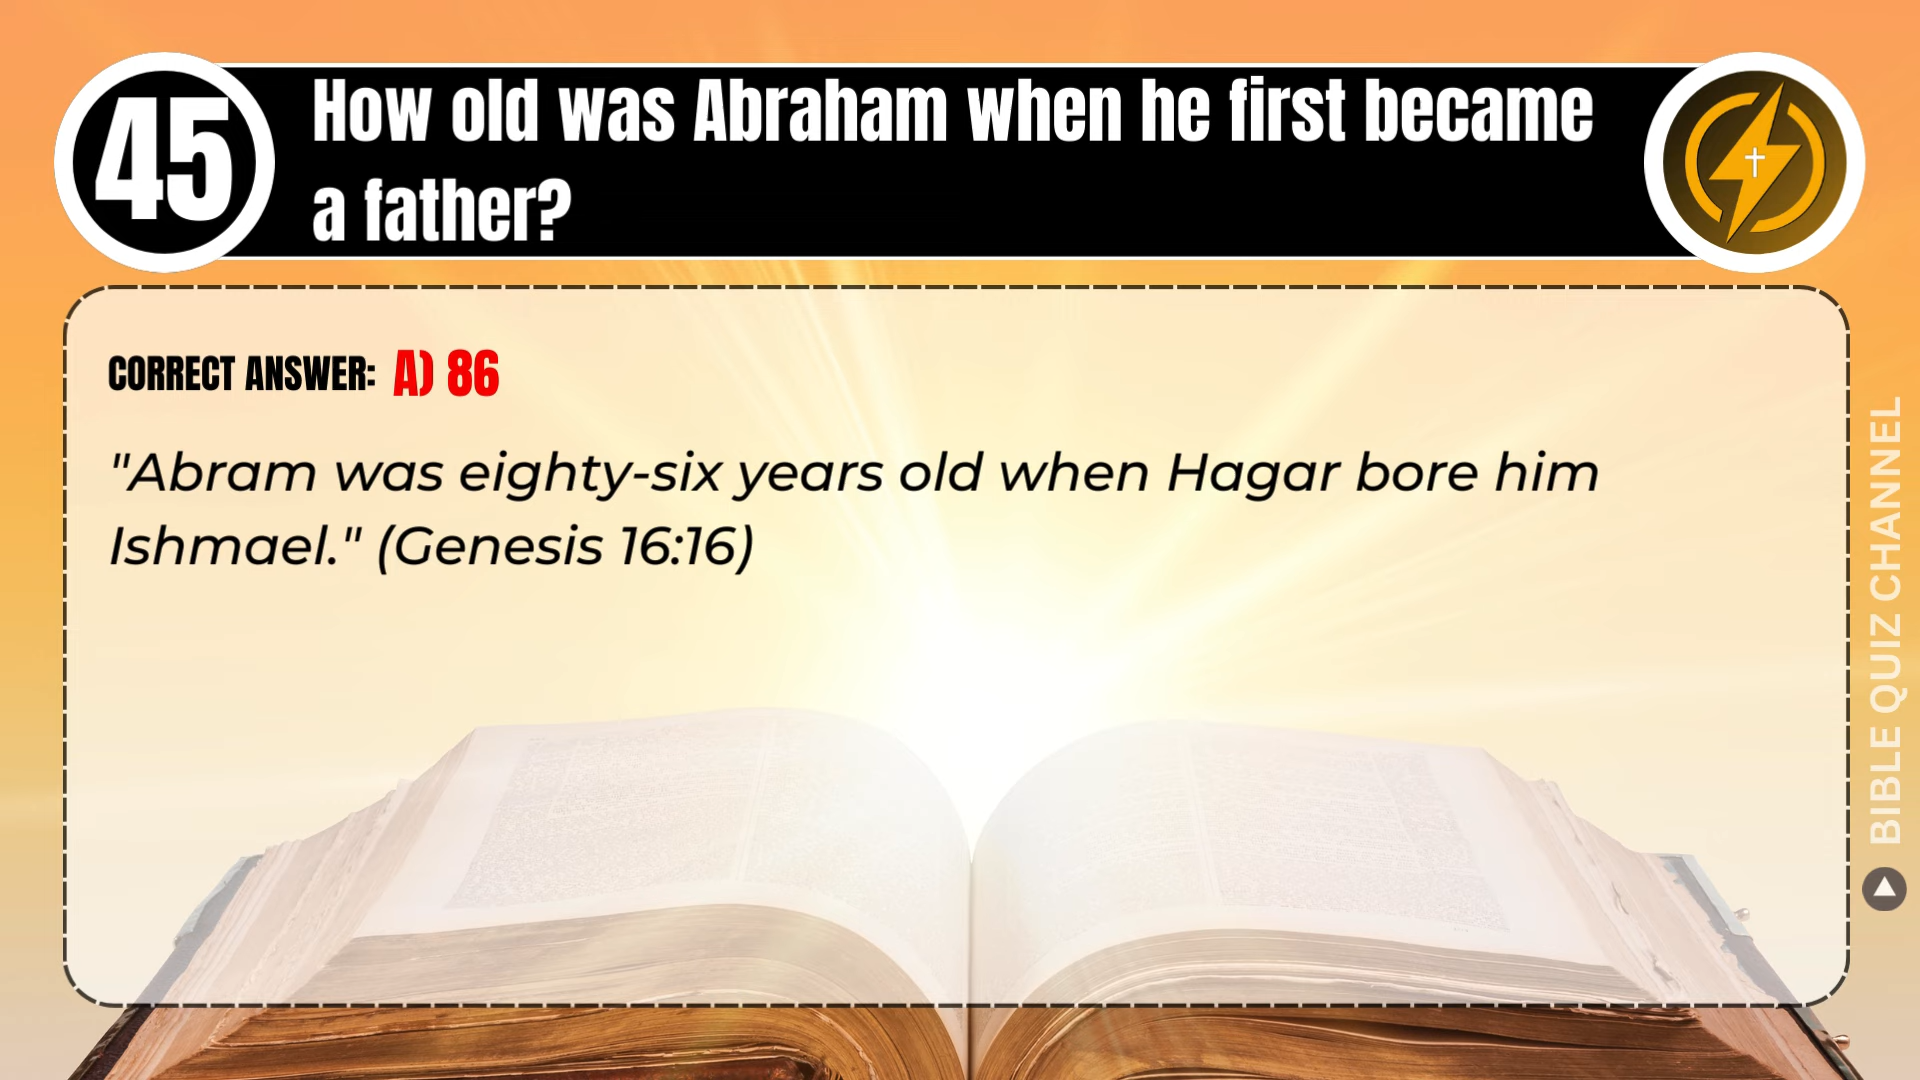 45
How old was Abraham when he first became
a father?
CORRECT ANSWER: A) 86
"Abram was eighty-six years old when Hagar bore him
Ishmael." (Genesis 16:16)
BIBLE QUIZ CHANNEL